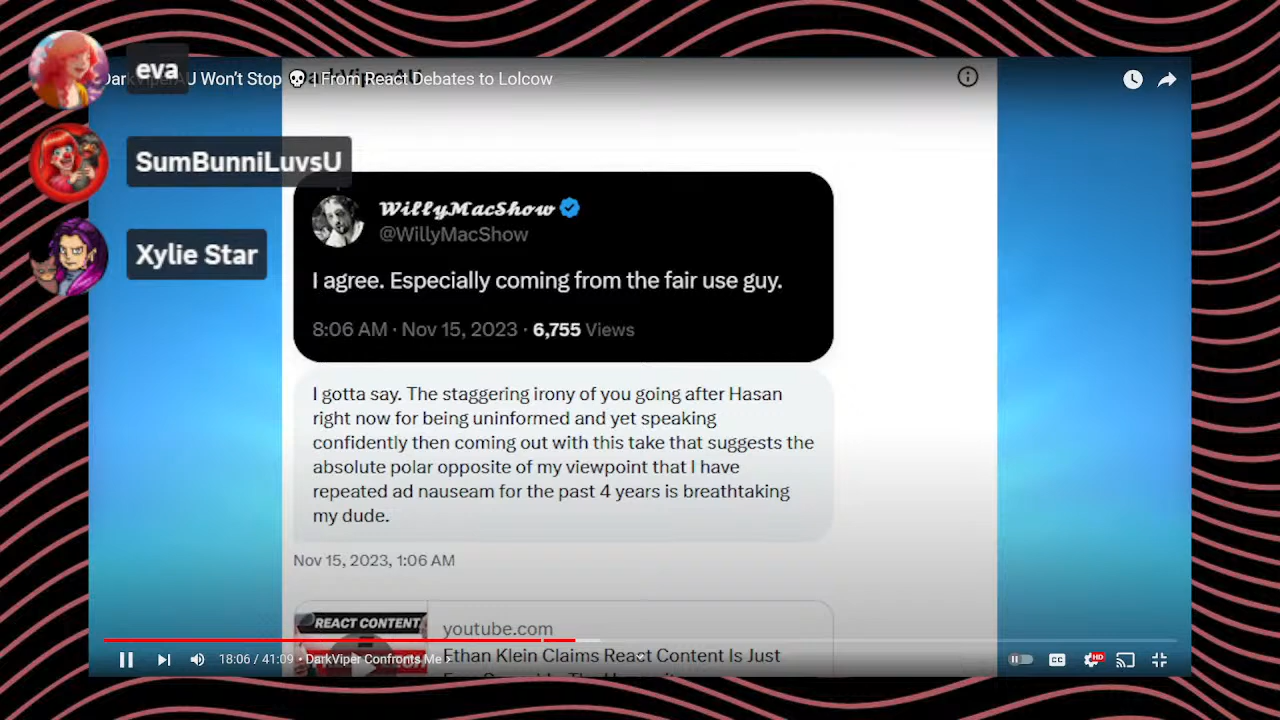 eva
DarkViperAU Won't Stop 💀 | From React Debates to Lolcow
SumBunniLuvsU
WillyMacShow
@WillyMacShow
Xylie Star
I agree. Especially coming from the fair use guy.
8:06 AM · Nov 15, 2023 · 6,755 Views
I gotta say. The staggering irony of you going after Hasan
right now for being uninformed and yet speaking
confidently then coming out with this take that suggests the
absolute polar opposite of my viewpoint that I have
repeated ad nauseam for the past 4 years is breathtaking
my dude.
Nov 15, 2023, 1:06 AM
REACT CONTENT
youtube.com
Ethan Klein Claims React Content Is Just
18:06 / 41:09 • DarkViper Confronts Me >
CC
HD